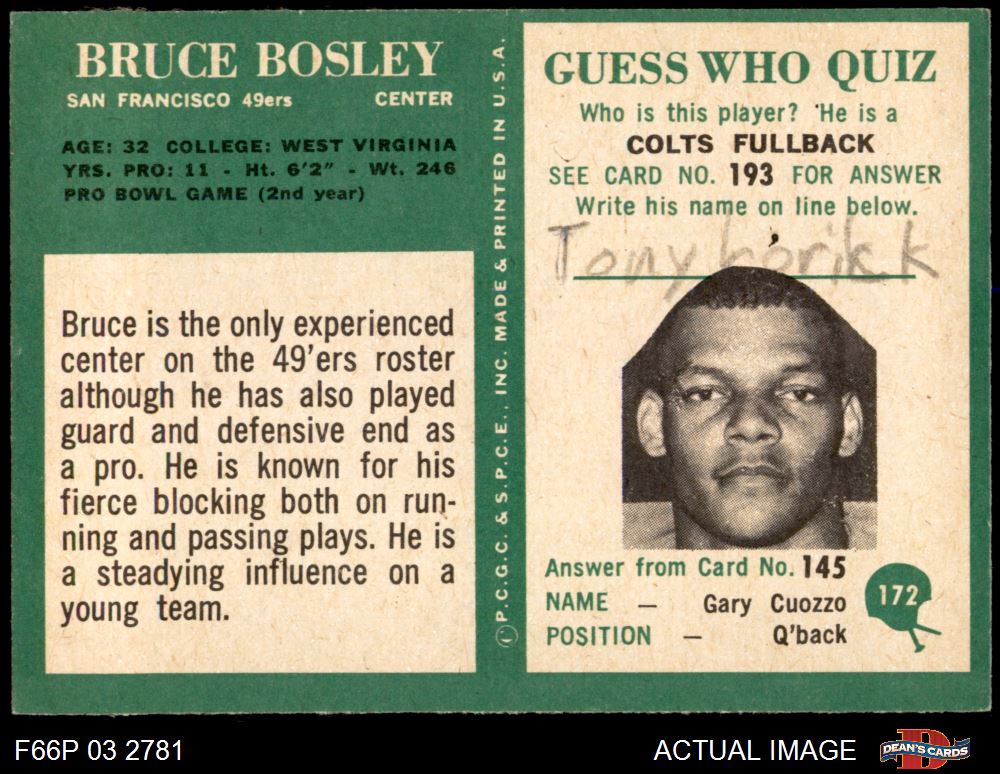 BRUCE BOSLEY
SAN FRANCISCO 49ers CENTER
AGE: 32 COLLEGE: WEST VIRGINIA
YRS. PRO: 11 - Ht. 6'2" - Wt. 246
PRO BOWL GAME (2nd year)
Bruce is the only experienced
center on the 49'ers roster
although he has also played
guard and defensive end as
a pro. He is known for his
fierce blocking both on run-
ning and passing plays. He is
a steadying influence on a
young team.
©P.C.G.C. & S.P.C.E., INC. MADE & PRINTED IN U.S.A.
GUESS WHO QUIZ
Who is this player? He is a
COLTS FULLBACK
SEE CARD NO. 193 FOR ANSWER
Write his name on line below.
Tony Lorikk
Answer from Card No. 145
NAME — Gary Cuozzo
POSITION — Q'back
172
F66P 03 2781
ACTUAL IMAGE
DEAN'S CARDS